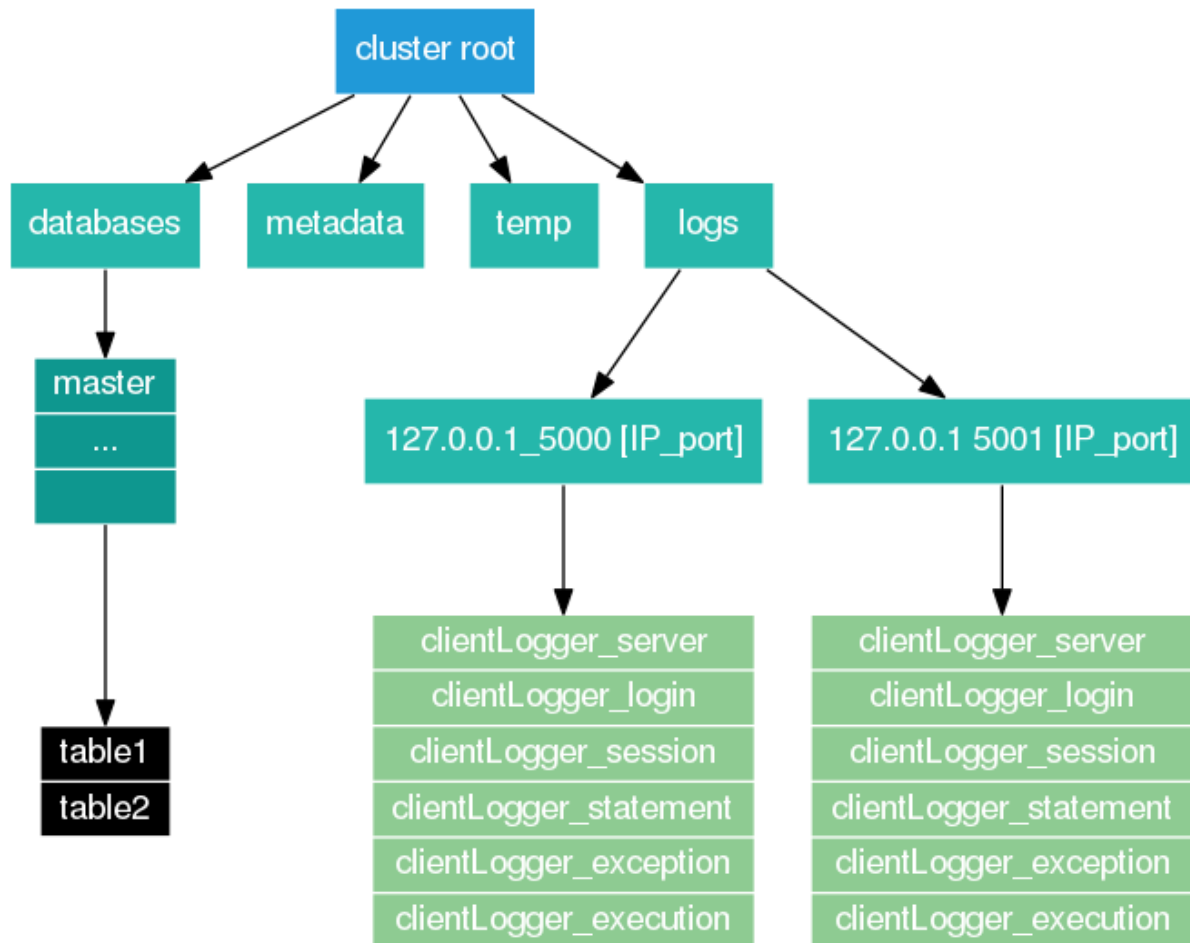 cluster root
databases
metadata
temp
logs
master
...
127.0.0.1_5000 [IP_port]
127.0.0.1 5001 [IP_port]
clientLogger_server
clientLogger_login
clientLogger_session
clientLogger_statement
clientLogger_exception
clientLogger_execution
clientLogger_server
clientLogger_login
clientLogger_session
clientLogger_statement
clientLogger_exception
clientLogger_execution
table1
table2